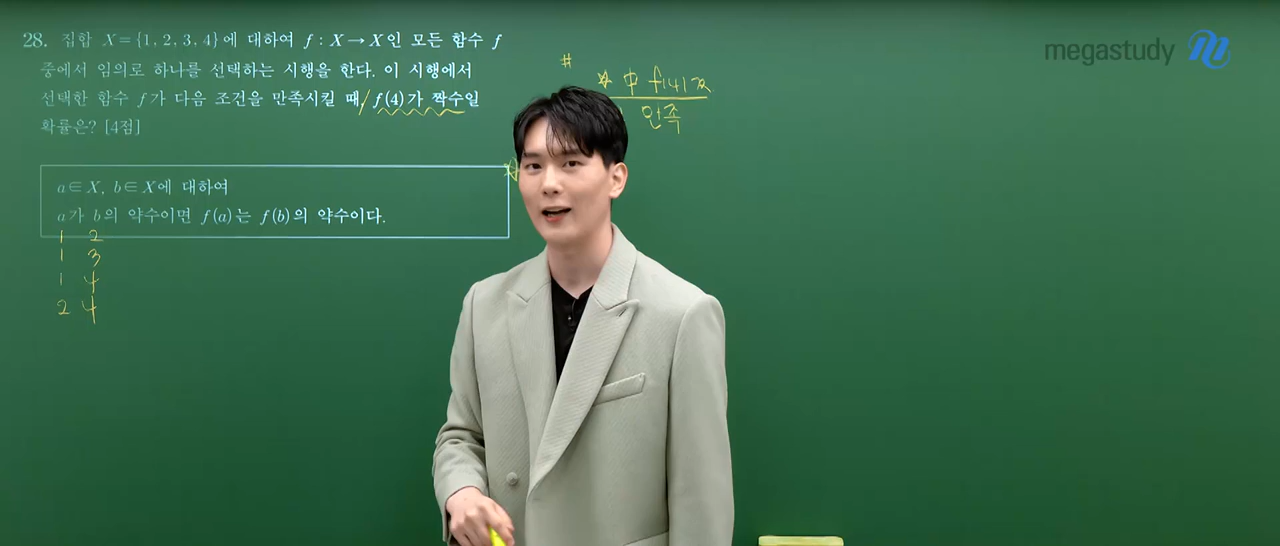 28. 집합 X={1, 2, 3, 4}에 대하여 f : X→X인 모든 함수 f
중에서 임의로 하나를 선택하는 시행을 한다. 이 시행에서
선택한 함수 f가 다음 조건을 만족시킬 때, f(4)가 짝수일
확률은? [4점]
a∈X, b∈X에 대하여
a가 b의 약수이면 f(a)는 f(b)의 약수이다.
1 2
1 3
1 4
2 4
#
中 f(4)가
만족
megastudy